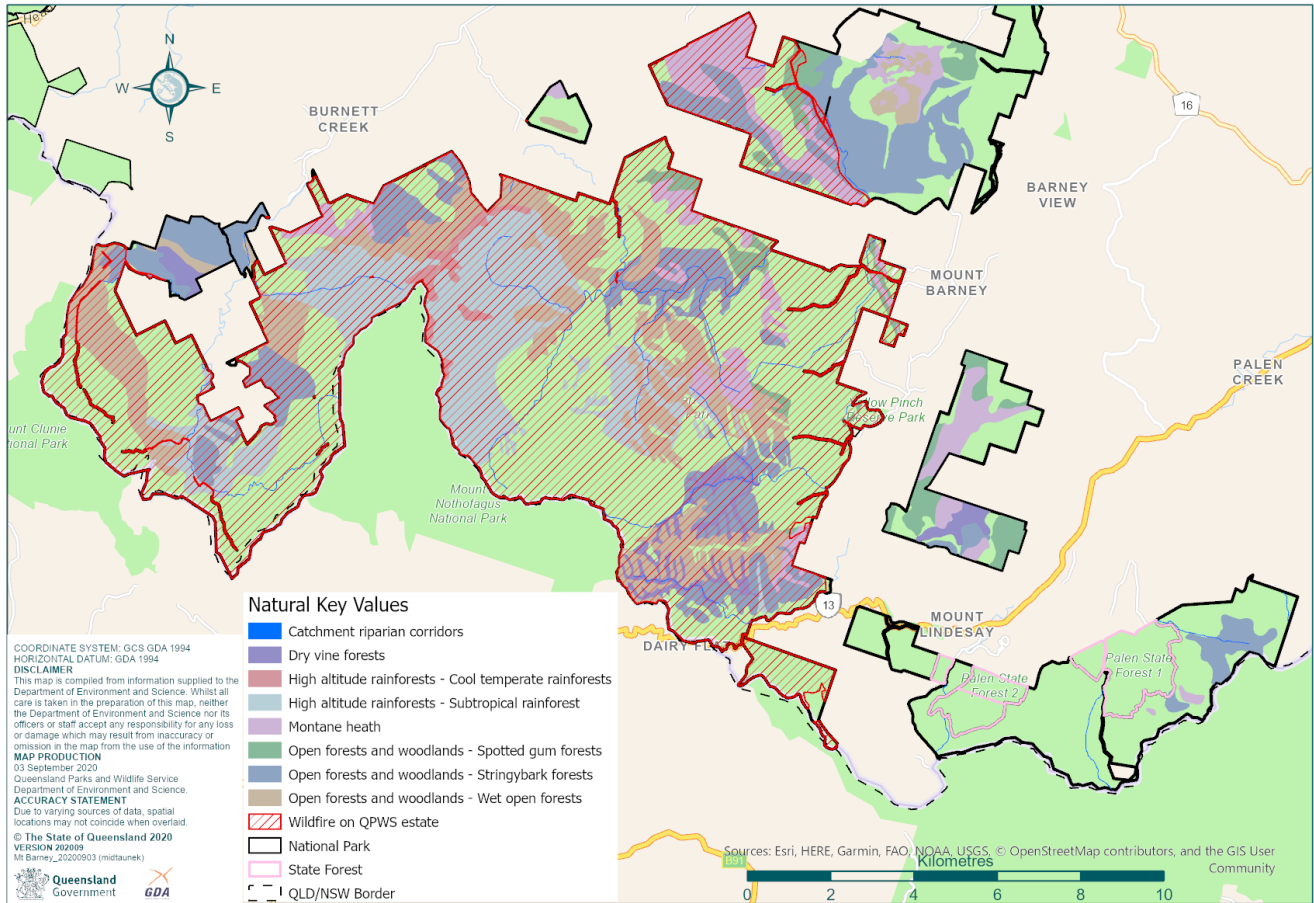 Head
N
W
E
S
BURNETT
CREEK
16
BARNEY
VIEW
MOUNT
BARNEY
PALEN
CREEK
low Pinch
Reserve Park
unt Clunie
tional Park
Mount
Nothofagus
National Park
13
MOUNT
LINDESAY
DAIRY FLAT
Palen State
Forest 1
Palen State
Forest 2
Natural Key Values
Catchment riparian corridors
Dry vine forests
High altitude rainforests - Cool temperate rainforests
High altitude rainforests - Subtropical rainforest
Montane heath
Open forests and woodlands - Spotted gum forests
Open forests and woodlands - Stringybark forests
Open forests and woodlands - Wet open forests
Wildfire on QPWS estate
National Park
State Forest
QLD/NSW Border
COORDINATE SYSTEM: GCS GDA 1994
HORIZONTAL DATUM: GDA 1994
DISCLAIMER
This map is compiled from information supplied to the
Department of Environment and Science. Whilst all
care is taken in the preparation of this map, neither
the Department of Environment and Science nor its
officers or staff accept any responsibility for any loss
or damage which may result from inaccuracy or
omission in the map from the use of the information
MAP PRODUCTION
03 September 2020
Queensland Parks and Wildlife Service
Department of Environment and Science.
ACCURACY STATEMENT
Due to varying sources of data, spatial
locations may not coincide when overlaid.
© The State of Queensland 2020
VERSION 202009
Mt Barney_20200903 (midtaunek)
Queensland
Government
GDA
B91
Sources: Esri, HERE, Garmin, FAO, NOAA, USGS, © OpenStreetMap contributors, and the GIS User
Community
Kilometres
0 2 4 6 8 10